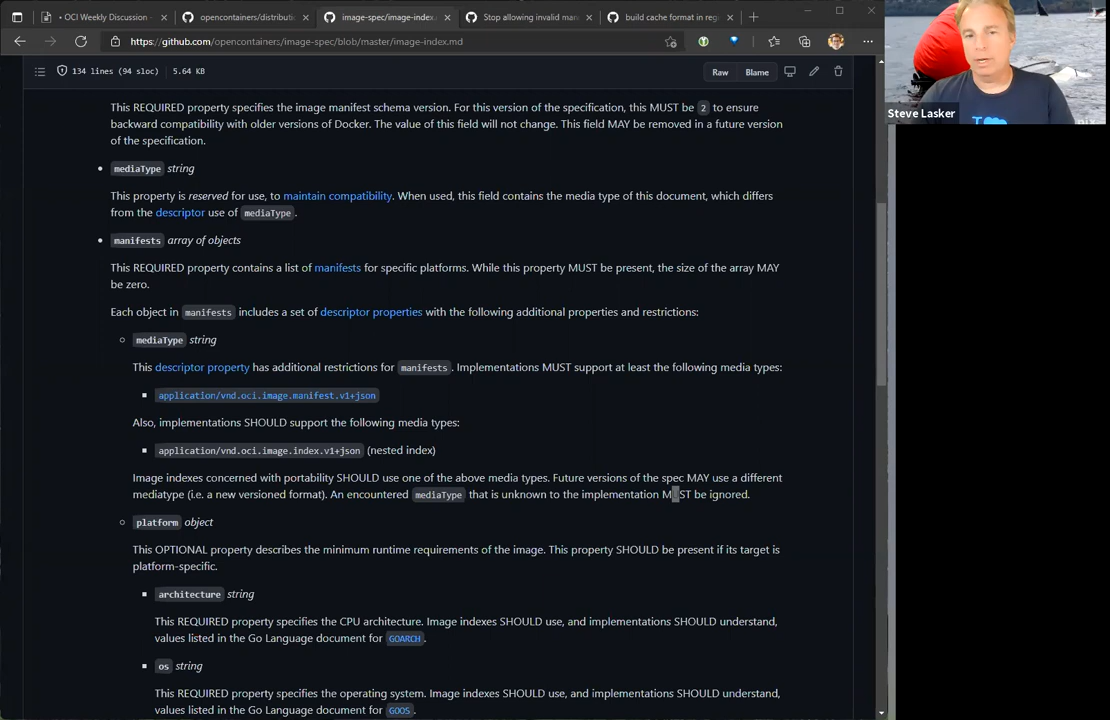 OCI Weekly Discussion
opencontainers/distributi
image-spec/image-index.
Stop allowing invalid man
build cache format in reg
https://github.com/opencontainers/image-spec/blob/master/image-index.md
134 lines (94 sloc) 5.64 KB
Raw Blame
Steve Lasker
This REQUIRED property specifies the image manifest schema version. For this version of the specification, this MUST be 2 to ensure
backward compatibility with older versions of Docker. The value of this field will not change. This field MAY be removed in a future version
of the specification.
• mediaType string
This property is reserved for use, to maintain compatibility. When used, this field contains the media type of this document, which differs
from the descriptor use of mediaType.
• manifests array of objects
This REQUIRED property contains a list of manifests for specific platforms. While this property MUST be present, the size of the array MAY
be zero.
Each object in manifests includes a set of descriptor properties with the following additional properties and restrictions:
○ mediaType string
This descriptor property has additional restrictions for manifests. Implementations MUST support at least the following media types:
▪ application/vnd.oci.image.manifest.v1+json
Also, implementations SHOULD support the following media types:
▪ application/vnd.oci.image.index.v1+json (nested index)
Image indexes concerned with portability SHOULD use one of the above media types. Future versions of the spec MAY use a different
mediatype (i.e. a new versioned format). An encountered mediaType that is unknown to the implementation MUST be ignored.
○ platform object
This OPTIONAL property describes the minimum runtime requirements of the image. This property SHOULD be present if its target is
platform-specific.
▪ architecture string
This REQUIRED property specifies the CPU architecture. Image indexes SHOULD use, and implementations SHOULD understand,
values listed in the Go Language document for GOARCH.
▪ os string
This REQUIRED property specifies the operating system. Image indexes SHOULD use, and implementations SHOULD understand,
values listed in the Go Language document for GOOS.